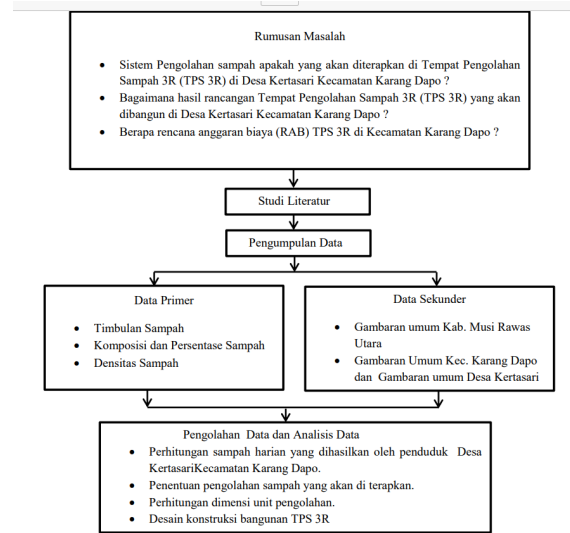 Rumusan Masalah
• Sistem Pengolahan sampah apakah yang akan diterapkan di Tempat Pengolahan
Sampah 3R (TPS 3R) di Desa Kertasari Kecamatan Karang Dapo ?
• Bagaimana hasil rancangan Tempat Pengolahan Sampah 3R (TPS 3R) yang akan
dibangun di Desa Kertasari Kecamatan Karang Dapo ?
• Berapa rencana anggaran biaya (RAB) TPS 3R di Kecamatan Karang Dapo ?
Studi Literatur
Pengumpulan Data
Data Primer
• Timbulan Sampah
• Komposisi dan Persentase Sampah
• Densitas Sampah
Data Sekunder
• Gambaran umum Kab. Musi Rawas
Utara
• Gambaran Umum Kec. Karang Dapo
dan Gambaran umum Desa Kertasari
Pengolahan Data dan Analisis Data
• Perhitungan sampah harian yang dihasilkan oleh penduduk Desa
KertasariKecamatan Karang Dapo.
• Penentuan pengolahan sampah yang akan di terapkan.
• Perhitungan dimensi unit pengolahan.
• Desain konstruksi bangunan TPS 3R